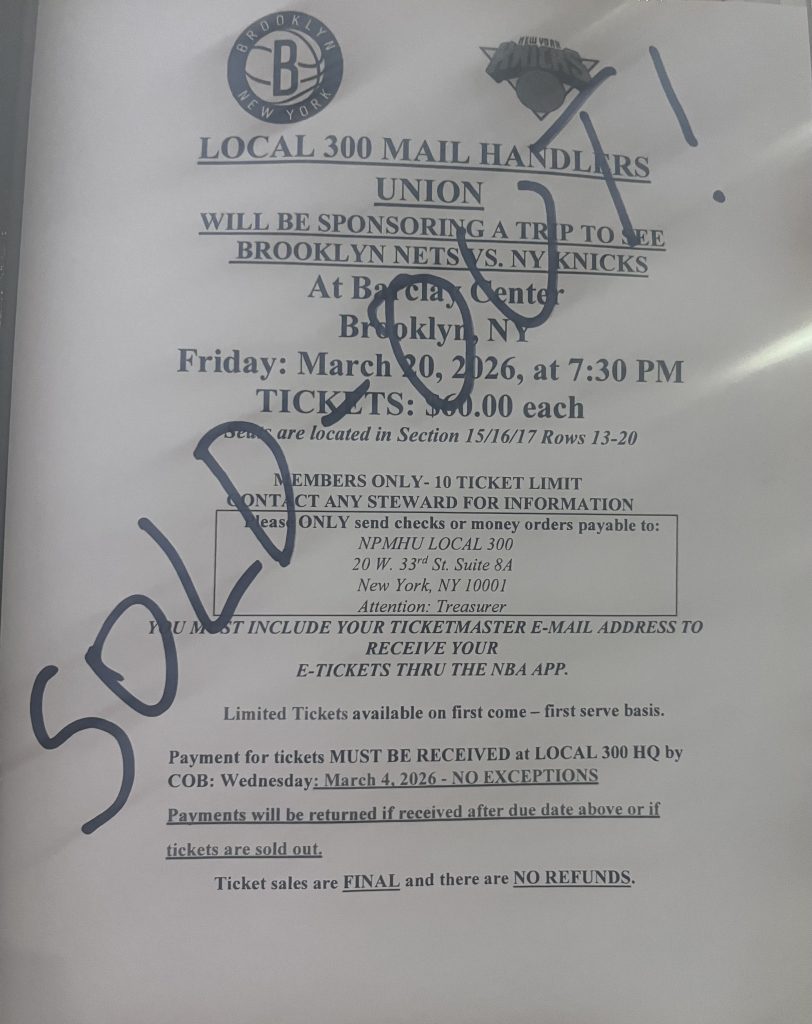 BROOKLYN
B
NEW YORK
NEW YORK
KNICKS
LOCAL 300 MAIL HANDLERS
UNION
WILL BE SPONSORING A TRIP TO SEE
BROOKLYN NETS VS. NY KNICKS
At Barclay Center
Brooklyn, NY
Friday: March 20, 2026, at 7:30 PM
TICKETS: $60.00 each
Seats are located in Section 15/16/17 Rows 13-20
MEMBERS ONLY- 10 TICKET LIMIT
CONTACT ANY STEWARD FOR INFORMATION
Please ONLY send checks or money orders payable to:
NPMHU LOCAL 300
20 W. 33rd St. Suite 8A
New York, NY 10001
Attention: Treasurer
YOU MUST INCLUDE YOUR TICKETMASTER E-MAIL ADDRESS TO
RECEIVE YOUR
E-TICKETS THRU THE NBA APP.
Limited Tickets available on first come – first serve basis.
Payment for tickets MUST BE RECEIVED at LOCAL 300 HQ by
COB: Wednesday: March 4, 2026 - NO EXCEPTIONS
Payments will be returned if received after due date above or if
tickets are sold out.
Ticket sales are FINAL and there are NO REFUNDS.
SOLD-OUT!